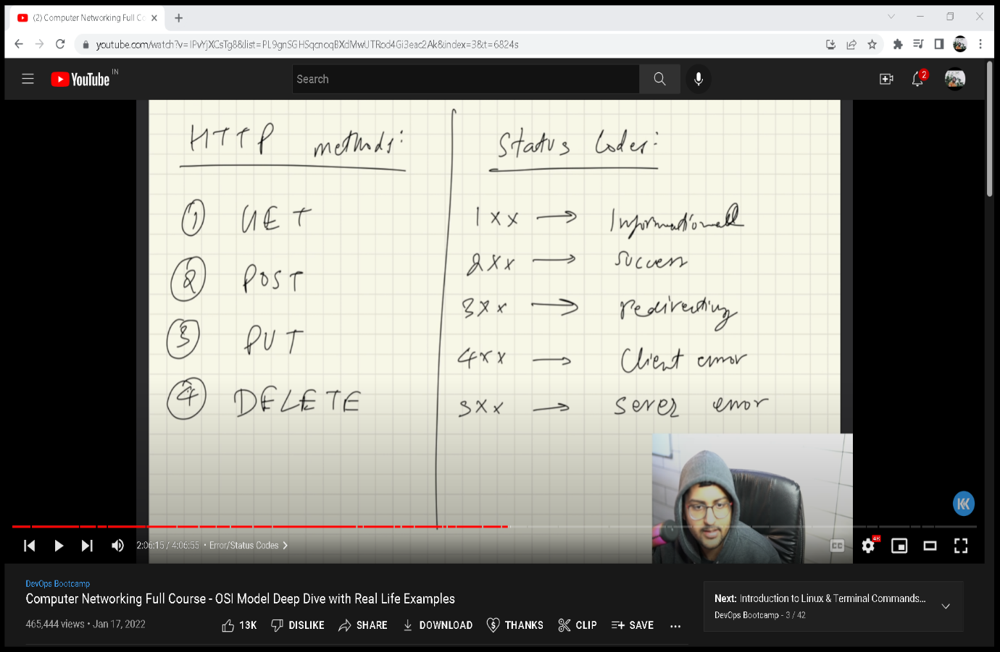 (2) Computer Networking Full Co
youtube.com/watch?v=IPvYjXCsTg8&list=PL9gnSGHSqcnoqBXdMwUTRod4Gi3eac2Ak&index=3&t=6824s
YouTube IN
Search
2
HTTP methods:
① GET
② POST
③ PUT
④ DELETE
Status Codes:
1xx → Informational
2xx → success
3xx → redirecting
4xx → Client error
5xx → server error
KK
2:06:15 / 4:06:55 • Error/Status Codes
CC
4K
DevOps Bootcamp
Computer Networking Full Course - OSI Model Deep Dive with Real Life Examples
465,444 views • Jan 17, 2022
13K DISLIKE SHARE DOWNLOAD THANKS CLIP SAVE ...
Next: Introduction to Linux & Terminal Commands...
DevOps Bootcamp - 3 / 42